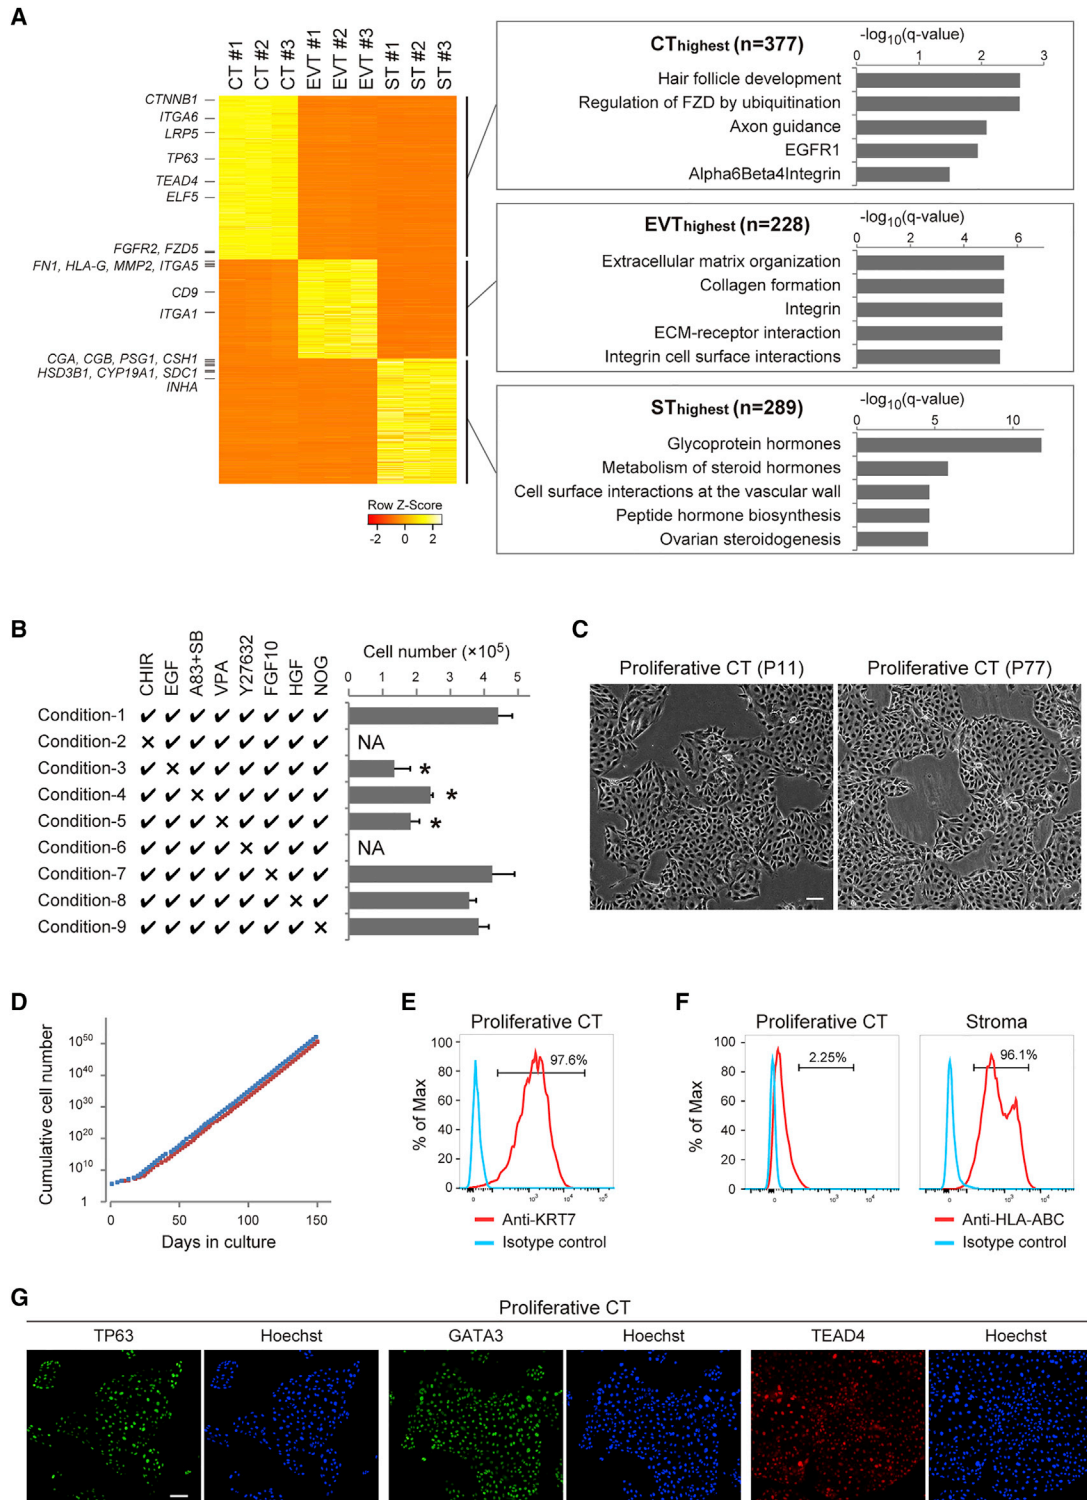 A
CT #1
CT #2
CT #3
EVT #1
EVT #2
EVT #3
ST #1
ST #2
ST #3
CTNNB1
ITGA6
LRP5
TP63
TEAD4
ELF5
FGFR2, FZD5
FN1, HLA-G, MMP2, ITGA5
CD9
ITGA1
CGA, CGB, PSG1, CSH1
HSD3B1, CYP19A1, SDC1
INHA
Row Z-Score
-2 0 2
CThighest (n=377)
-log10(q-value)
0 1 2 3
Hair follicle development
Regulation of FZD by ubiquitination
Axon guidance
EGFR1
Alpha6Beta4Integrin
EVThighest (n=228)
-log10(q-value)
0 2 4 6
Extracellular matrix organization
Collagen formation
Integrin
ECM-receptor interaction
Integrin cell surface interactions
SThighest (n=289)
-log10(q-value)
0 5 10
Glycoprotein hormones
Metabolism of steroid hormones
Cell surface interactions at the vascular wall
Peptide hormone biosynthesis
Ovarian steroidogenesis
B
CHIR
EGF
A83+SB
VPA
Y27632
FGF10
HGF
NOG
Cell number (×10⁵)
0 1 2 3 4 5
Condition-1 ✔ ✔ ✔ ✔ ✔ ✔ ✔ ✔
Condition-2 ✕ ✔ ✔ ✔ ✔ ✔ ✔ ✔ NA
Condition-3 ✔ ✕ ✔ ✔ ✔ ✔ ✔ ✔ *
Condition-4 ✔ ✔ ✕ ✔ ✔ ✔ ✔ ✔ *
Condition-5 ✔ ✔ ✔ ✕ ✔ ✔ ✔ ✔ *
Condition-6 ✔ ✔ ✔ ✔ ✕ ✔ ✔ ✔ NA
Condition-7 ✔ ✔ ✔ ✔ ✔ ✕ ✔ ✔
Condition-8 ✔ ✔ ✔ ✔ ✔ ✔ ✕ ✔
Condition-9 ✔ ✔ ✔ ✔ ✔ ✔ ✔ ✕
C
Proliferative CT (P11)
Proliferative CT (P77)
D
Cumulative cell number
10⁵⁰
10⁴⁰
10³⁰
10²⁰
10¹⁰
1
0 50 100 150
Days in culture
E
Proliferative CT
% of Max
100
80
60
40
20
0
97.6%
0 10³ 10⁴ 10⁵
Anti-KRT7
Isotype control
F
Proliferative CT
Stroma
% of Max
100
80
60
40
20
0
2.25%
96.1%
0 10³ 10⁴
0 10³ 10⁴
Anti-HLA-ABC
Isotype control
G
Proliferative CT
TP63
Hoechst
GATA3
Hoechst
TEAD4
Hoechst